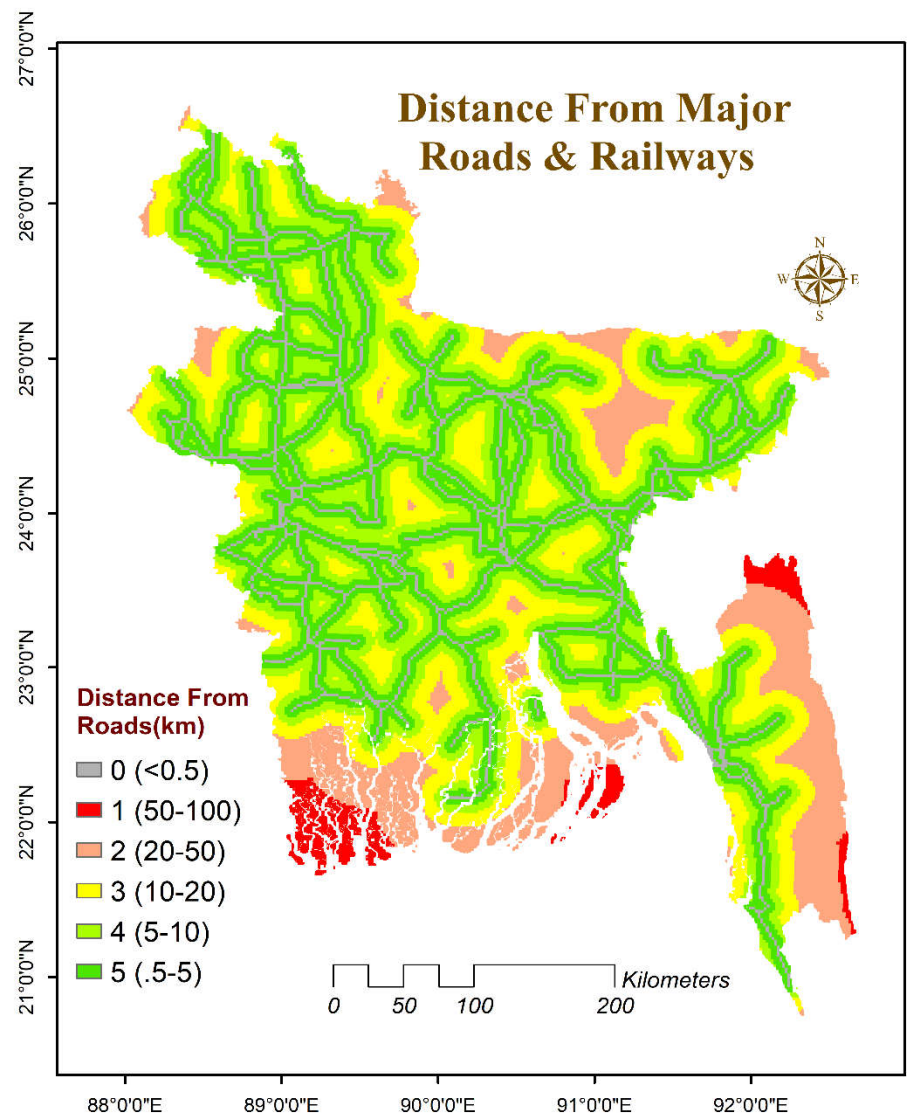 Distance From Major
Roads & Railways
N
W E
S
27°0'0"N
26°0'0"N
25°0'0"N
24°0'0"N
23°0'0"N
22°0'0"N
21°0'0"N
Distance From
Roads(km)
0 (<0.5)
1 (50-100)
2 (20-50)
3 (10-20)
4 (5-10)
5 (.5-5)
Kilometers
0 50 100 200
88°0'0"E 89°0'0"E 90°0'0"E 91°0'0"E 92°0'0"E